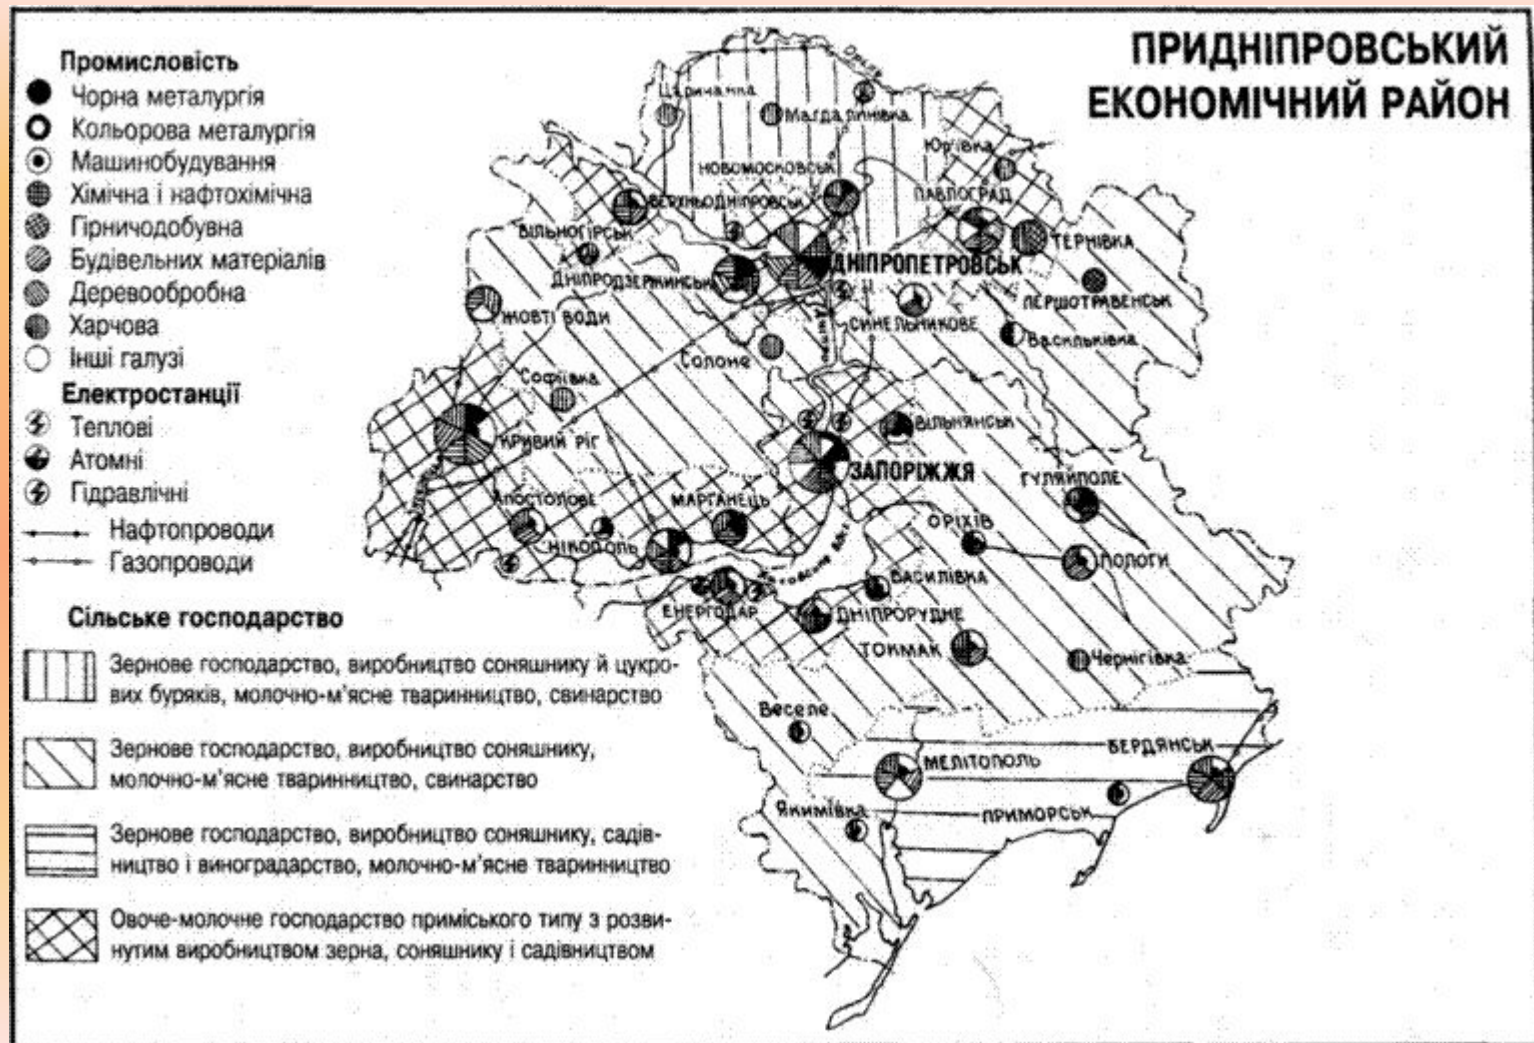 ПРИДНІПРОВСЬКИЙ
ЕКОНОМІЧНИЙ РАЙОН
Промисловість
Чорна металургія
Кольорова металургія
Машинобудування
Хімічна і нафтохімічна
Гірничодобувна
Будівельних матеріалів
Деревообробна
Харчова
Інші галузі
Електростанції
Теплові
Атомні
Гідравлічні
Нафтопроводи
Газопроводи
Сільське господарство
Зернове господарство, виробництво соняшнику й цукро-
вих буряків, молочно-м'ясне тваринництво, свинарство
Зернове господарство, виробництво соняшнику,
молочно-м'ясне тваринництво, свинарство
Зернове господарство, виробництво соняшнику, садів-
ництво і виноградарство, молочно-м'ясне тваринництво
Овоче-молочне господарство приміського типу з розви-
нутим виробництвом зерна, соняшнику і садівництвом
Оріль
Царичанка
Магдалинівка
Юр'ївка
НОВОМОСКОВСЬК
ПАВЛОГРАД
ВЕРХНЬОДНІПРОВСЬК
ВІЛЬНОГІРСЬК
ТЕРНІВКА
ДНІПРОПЕТРОВСЬК
ДНІПРОДЗЕРЖИНСЬК
ПЕРШОТРАВЕНСЬК
ЖОВТІ ВОДИ
СИНЕЛЬНИКОВЕ
Васильківка
Дніпро
Солоне
Софіївка
КРИВИЙ РІГ
ВІЛЬНЯНСЬК
ЗАПОРІЖЖЯ
ГУЛЯЙПОЛЕ
АПОСТОЛОВЕ
МАРГАНЕЦЬ
ОРІХІВ
НІКОПОЛЬ
ПОЛОГИ
ВАСИЛІВКА
ЕНЕРГОДАР
ДНІПРОРУДНЕ
ТОКМАК
Чернігівка
Веселе
БЕРДЯНСЬК
МЕЛІТОПОЛЬ
Якимівка
ПРИМОРСЬК